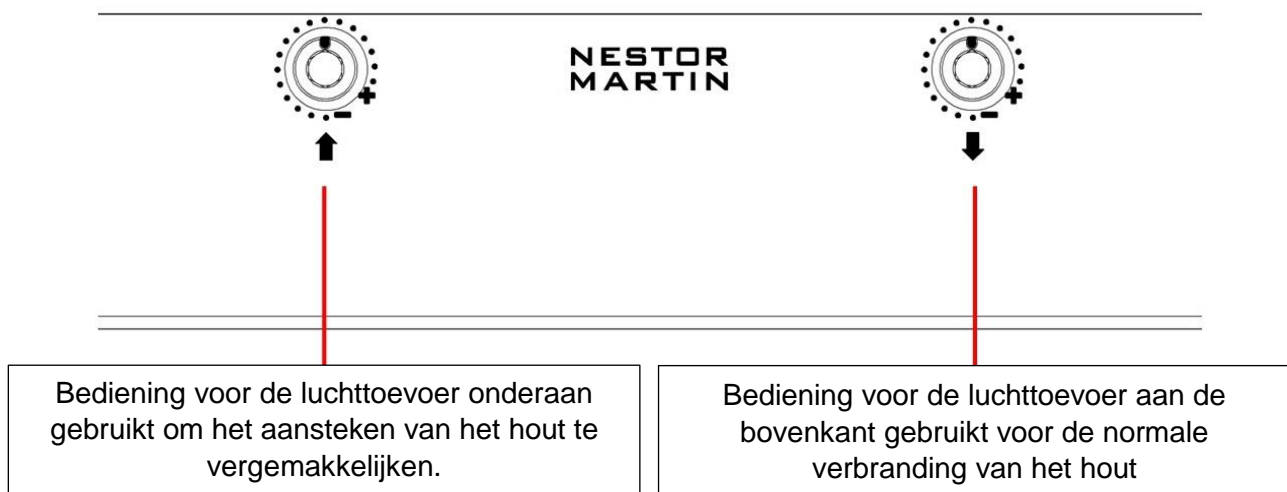 NESTOR
MARTIN
+
-
+
-
Bediening voor de luchttoevoer onderaan
gebruikt om het aansteken van het hout te
vergemakkelijken.
Bediening voor de luchttoevoer aan de
bovenkant gebruikt voor de normale
verbranding van het hout